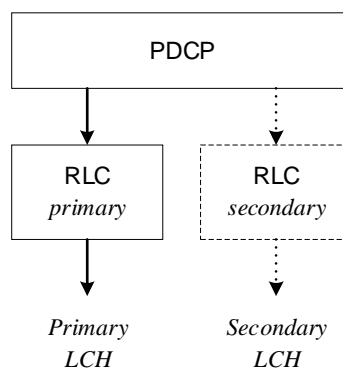 PDCP
RLC
primary
RLC
secondary
Primary
LCH
Secondary
LCH